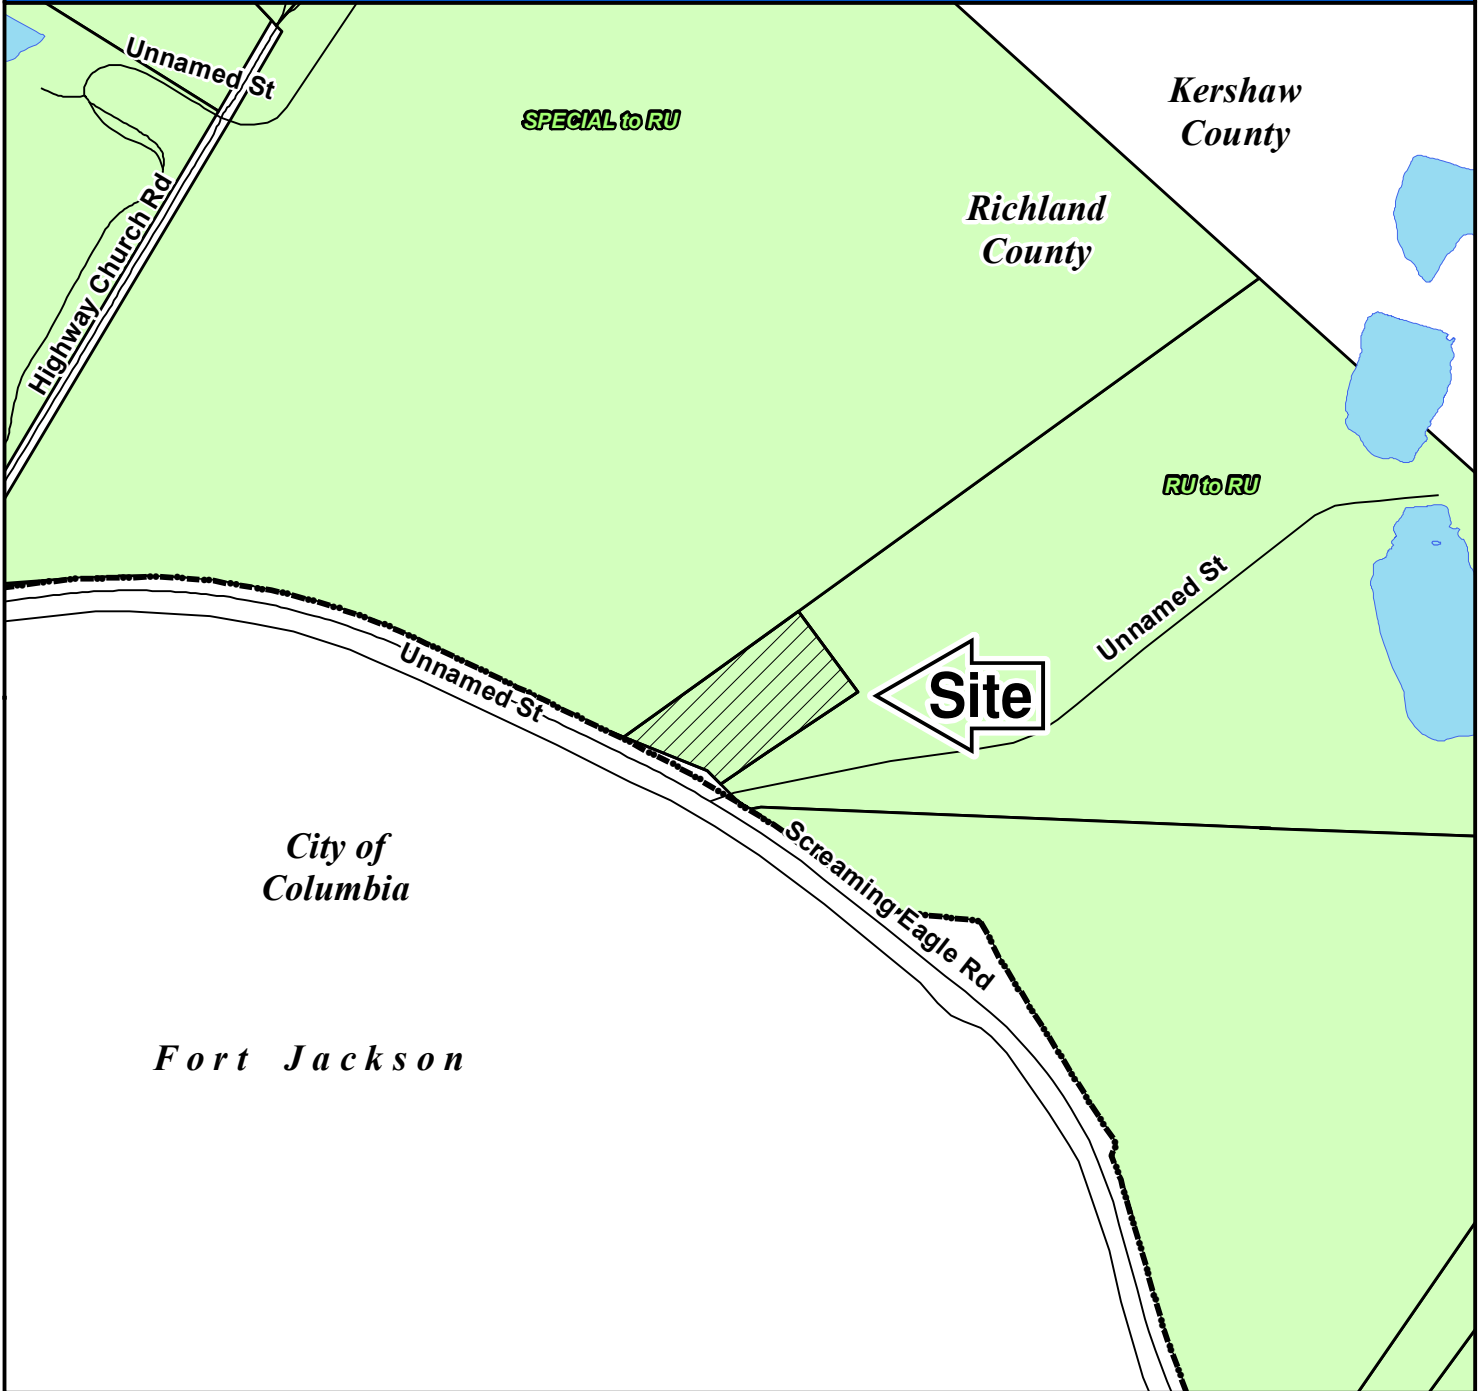 Unnamed St
SPECIAL to RU
Kershaw
County
Richland
County
Highway Church Rd
RU to RU
Unnamed St
Unnamed St
Site
City of
Columbia
Screaming Eagle Rd
Fort Jackson